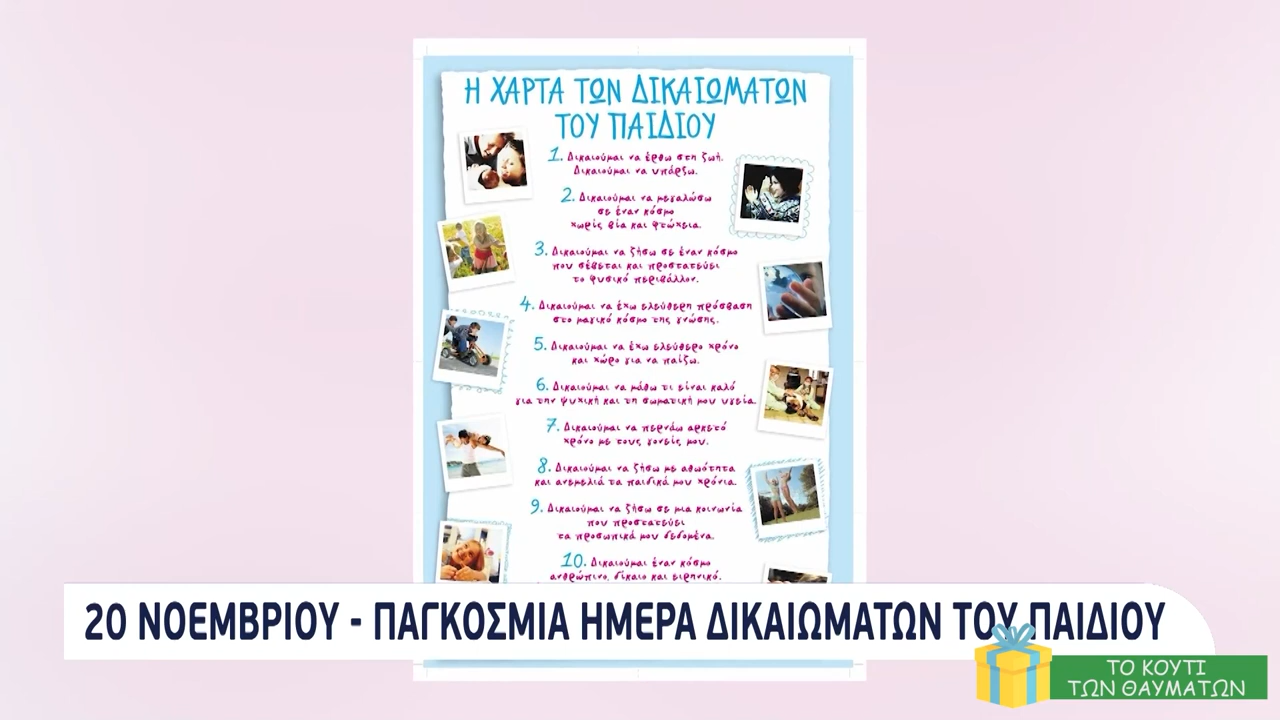 Η ΧΑΡΤΑ ΤΩΝ ΔΙΚΑΙΩΜΑΤΩΝ
ΤΟΥ ΠΑΙΔΙΟΥ
1. Δικαιούμαι να έρθω στη ζωή.
Δικαιούμαι να υπάρξω.
2. Δικαιούμαι να μεγαλώσω
σε έναν κόσμο
χωρίς βία και φτώχεια.
3. Δικαιούμαι να ζήσω σε έναν κόσμο
που σέβεται και προστατεύει
το φυσικό περιβάλλον.
4. Δικαιούμαι να έχω ελεύθερη πρόσβαση
στο μαγικό κόσμο της γνώσης.
5. Δικαιούμαι να έχω ελεύθερο χρόνο
και χώρο για να παίζω.
6. Δικαιούμαι να μάθω τι είναι καλό
για την ψυχική και τη σωματική μου υγεία.
7. Δικαιούμαι να περνάω αρκετό
χρόνο με τους γονείς μου.
8. Δικαιούμαι να ζήσω με αθωότητα
και ανεμελιά τα παιδικά μου χρόνια.
9. Δικαιούμαι να ζήσω σε μια κοινωνία
που προστατεύει
τα προσωπικά μου δεδομένα.
10. Δικαιούμαι έναν κόσμο
ανθρώπινο, δίκαιο και ειρηνικό.
20 ΝΟΕΜΒΡΙΟΥ - ΠΑΓΚΟΣΜΙΑ ΗΜΕΡΑ ΔΙΚΑΙΩΜΑΤΩΝ ΤΟΥ ΠΑΙΔΙΟΥ
ΤΟ ΚΟΥΤΙ
ΤΩΝ ΘΑΥΜΑΤΩΝ